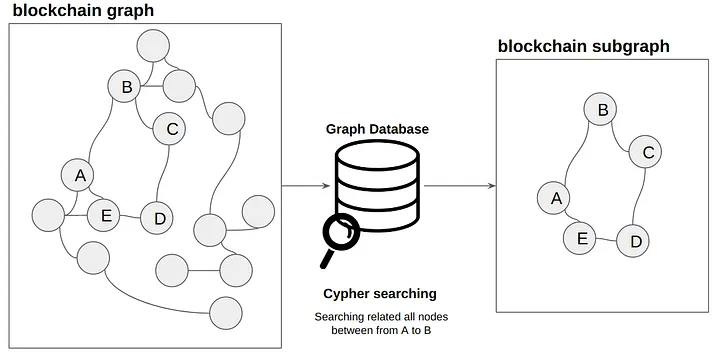 blockchain graph
B
C
A
E
D
Graph Database
Cypher searching
Searching related all nodes
between from A to B
blockchain subgraph
B
C
A
E
D